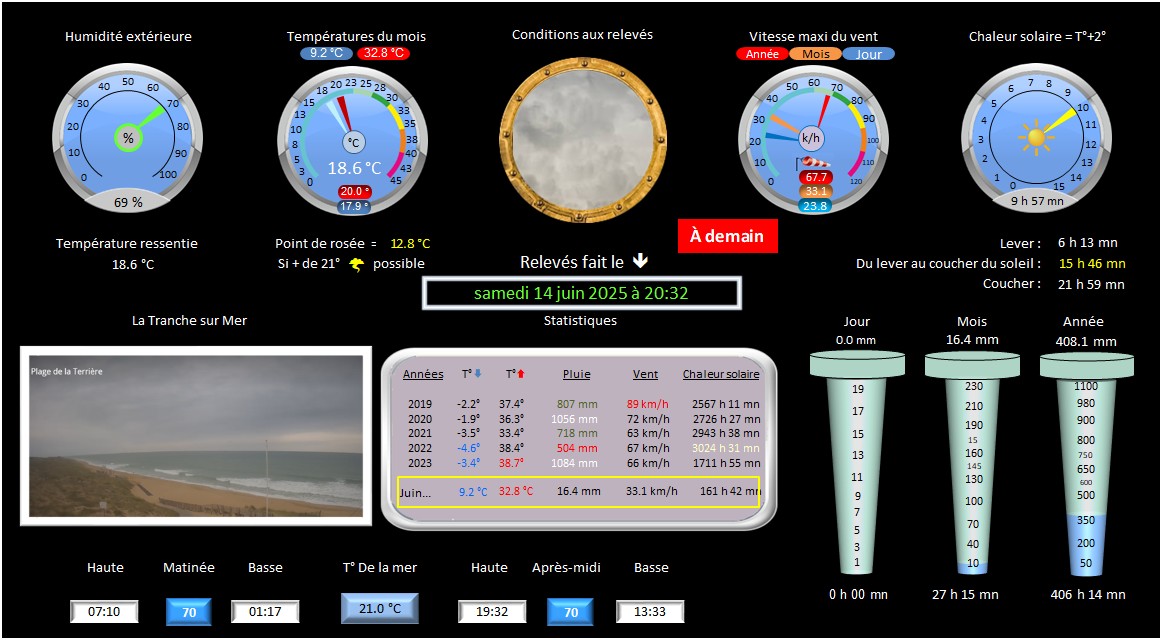 Humidité extérieure
Températures du mois
9.2 °C 32.8 °C
Conditions aux relevés
Vitesse maxi du vent
Année Mois Jour
Chaleur solaire = T°+2°
0 10 20 30 40 50 60 70 80 90 100
%
69 %
0 3 5 8 10 13 15 18 20 23 25 28 30 33 35 38 40 43 45
°C
18.6 °C
20.0 °
17.9 °
0 10 20 30 40 50 60 70 80 90 100 110 120
k/h
67.7
33.1
23.8
0 1 2 3 4 5 6 7 8 9 10 11 12 13 14 15
9 h 57 mn
Température ressentie
18.6 °C
Point de rosée = 12.8 °C
Si + de 21° possible
À demain
Relevés fait le
samedi 14 juin 2025 à 20:32
Lever : 6 h 13 mn
Du lever au coucher du soleil : 15 h 46 mn
Coucher : 21 h 59 mn
La Tranche sur Mer
Plage de la Terrière
Statistiques
Années T° T° Pluie Vent Chaleur solaire
2019 -2.2° 37.4° 807 mm 89 km/h 2567 h 11 mn
2020 -1.9° 36.3° 1056 mm 72 km/h 2726 h 27 mn
2021 -3.5° 33.4° 718 mm 63 km/h 2943 h 38 mn
2022 -4.6° 38.4° 504 mm 67 km/h 3024 h 31 mn
2023 -3.4° 38.7° 1084 mm 66 km/h 1711 h 55 mn
Juin... 9.2 °C 32.8 °C 16.4 mm 33.1 km/h 161 h 42 mn
Jour
0.0 mm
19
17
15
13
11
9
7
5
3
1
0 h 00 mn
Mois
16.4 mm
230
210
190
15
160
145
130
100
70
40
10
27 h 15 mn
Année
408.1 mm
1100
980
900
800
750
650
600
500
350
200
50
406 h 14 mn
Haute Matinée Basse T° De la mer Haute Après-midi Basse
07:10 70 01:17 21.0 °C 19:32 70 13:33